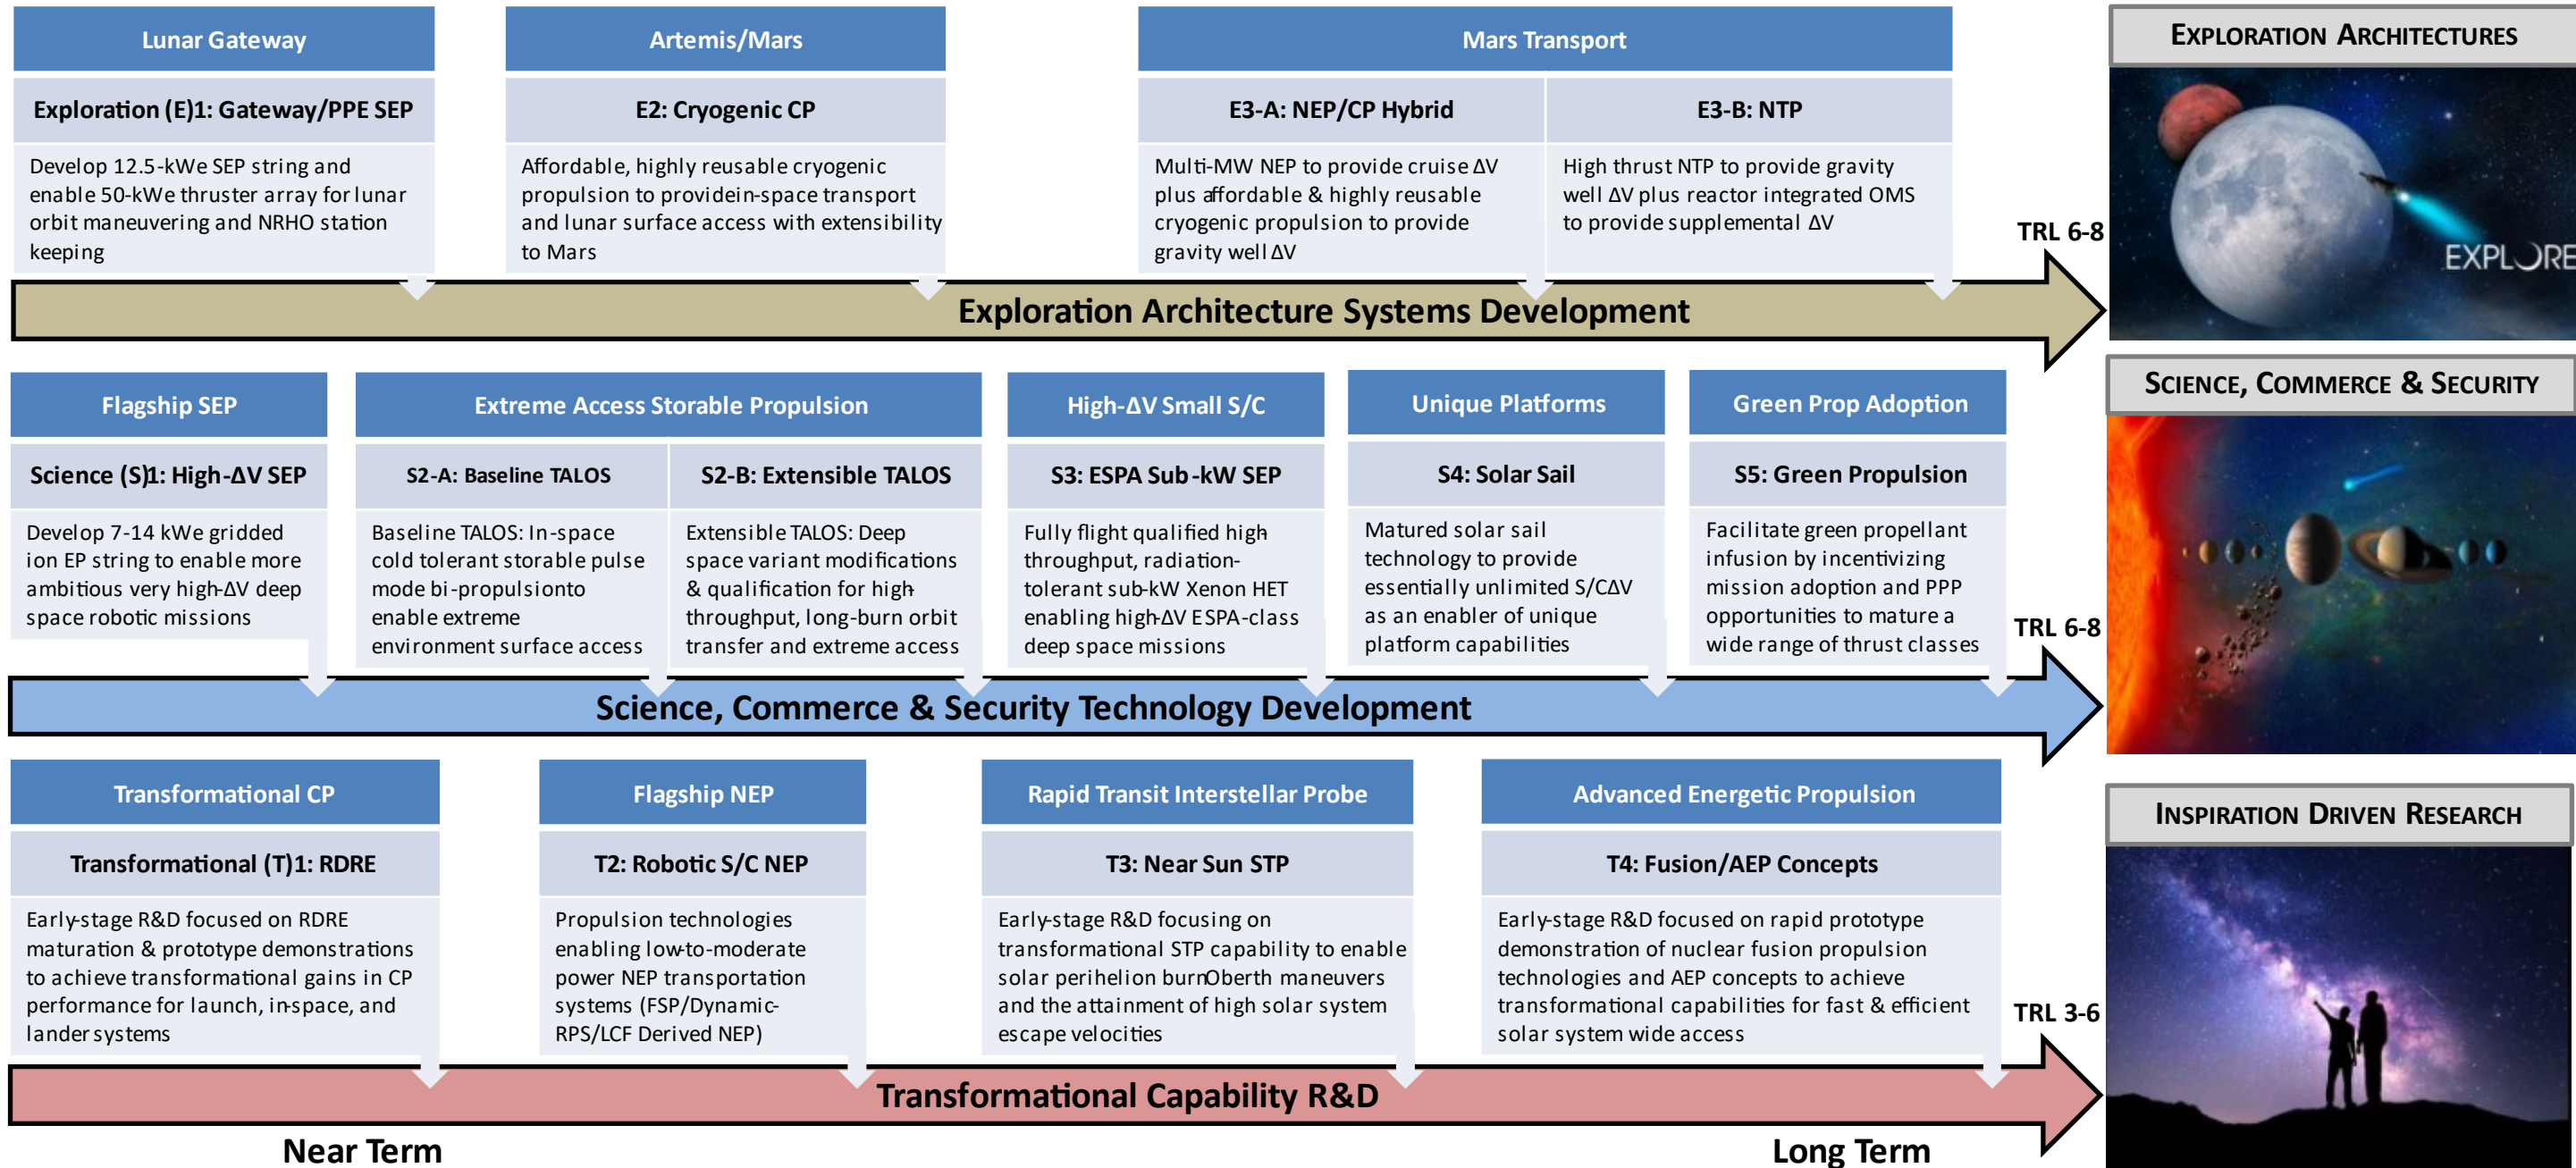 Lunar Gateway
Exploration (E)1: Gateway/PPE SEP
Develop 12.5-kWe SEP string and
enable 50-kWe thruster array for lunar
orbit maneuvering and NRHO station
keeping
Artemis/Mars
E2: Cryogenic CP
Affordable, highly reusable cryogenic
propulsion to providein-space transport
and lunar surface access with extensibility
to Mars
Mars Transport
E3-A: NEP/CP Hybrid
Multi-MW NEP to provide cruise ΔV
plus affordable & highly reusable
cryogenic propulsion to provide
gravity well ΔV
E3-B: NTP
High thrust NTP to provide gravity
well ΔV plus reactor integrated OMS
to provide supplemental ΔV
TRL 6-8
EXPLORATION ARCHITECTURES
EXPLORE
Exploration Architecture Systems Development
Flagship SEP
Science (S)1: High-ΔV SEP
Develop 7-14 kWe gridded
ion EP string to enable more
ambitious very high-ΔV deep
space robotic missions
Extreme Access Storable Propulsion
S2-A: Baseline TALOS
Baseline TALOS: In-space
cold tolerant storable pulse
mode bi-propulsionto
enable extreme
environment surface access
S2-B: Extensible TALOS
Extensible TALOS: Deep
space variant modifications
& qualification for high-
throughput, long-burn orbit
transfer and extreme access
High-ΔV Small S/C
S3: ESPA Sub-kW SEP
Fully flight qualified high-
throughput, radiation-
tolerant sub-kW Xenon HET
enabling high-ΔV ESPA-class
deep space missions
Unique Platforms
S4: Solar Sail
Matured solar sail
technology to provide
essentially unlimited S/CΔV
as an enabler of unique
platform capabilities
Green Prop Adoption
S5: Green Propulsion
Facilitate green propellant
infusion by incentivizing
mission adoption and PPP
opportunities to mature a
wide range of thrust classes
TRL 6-8
SCIENCE, COMMERCE & SECURITY
Science, Commerce & Security Technology Development
Transformational CP
Transformational (T)1: RDRE
Early-stage R&D focused on RDRE
maturation & prototype demonstrations
to achieve transformational gains in CP
performance for launch, in-space, and
lander systems
Flagship NEP
T2: Robotic S/C NEP
Propulsion technologies
enabling low-to-moderate
power NEP transportation
systems (FSP/Dynamic-
RPS/LCF Derived NEP)
Rapid Transit Interstellar Probe
T3: Near Sun STP
Early-stage R&D focusing on
transformational STP capability to enable
solar perihelion burnOberth maneuvers
and the attainment of high solar system
escape velocities
Advanced Energetic Propulsion
T4: Fusion/AEP Concepts
Early-stage R&D focused on rapid prototype
demonstration of nuclear fusion propulsion
technologies and AEP concepts to achieve
transformational capabilities for fast & efficient
solar system wide access
TRL 3-6
INSPIRATION DRIVEN RESEARCH
Transformational Capability R&D
Near Term
Long Term